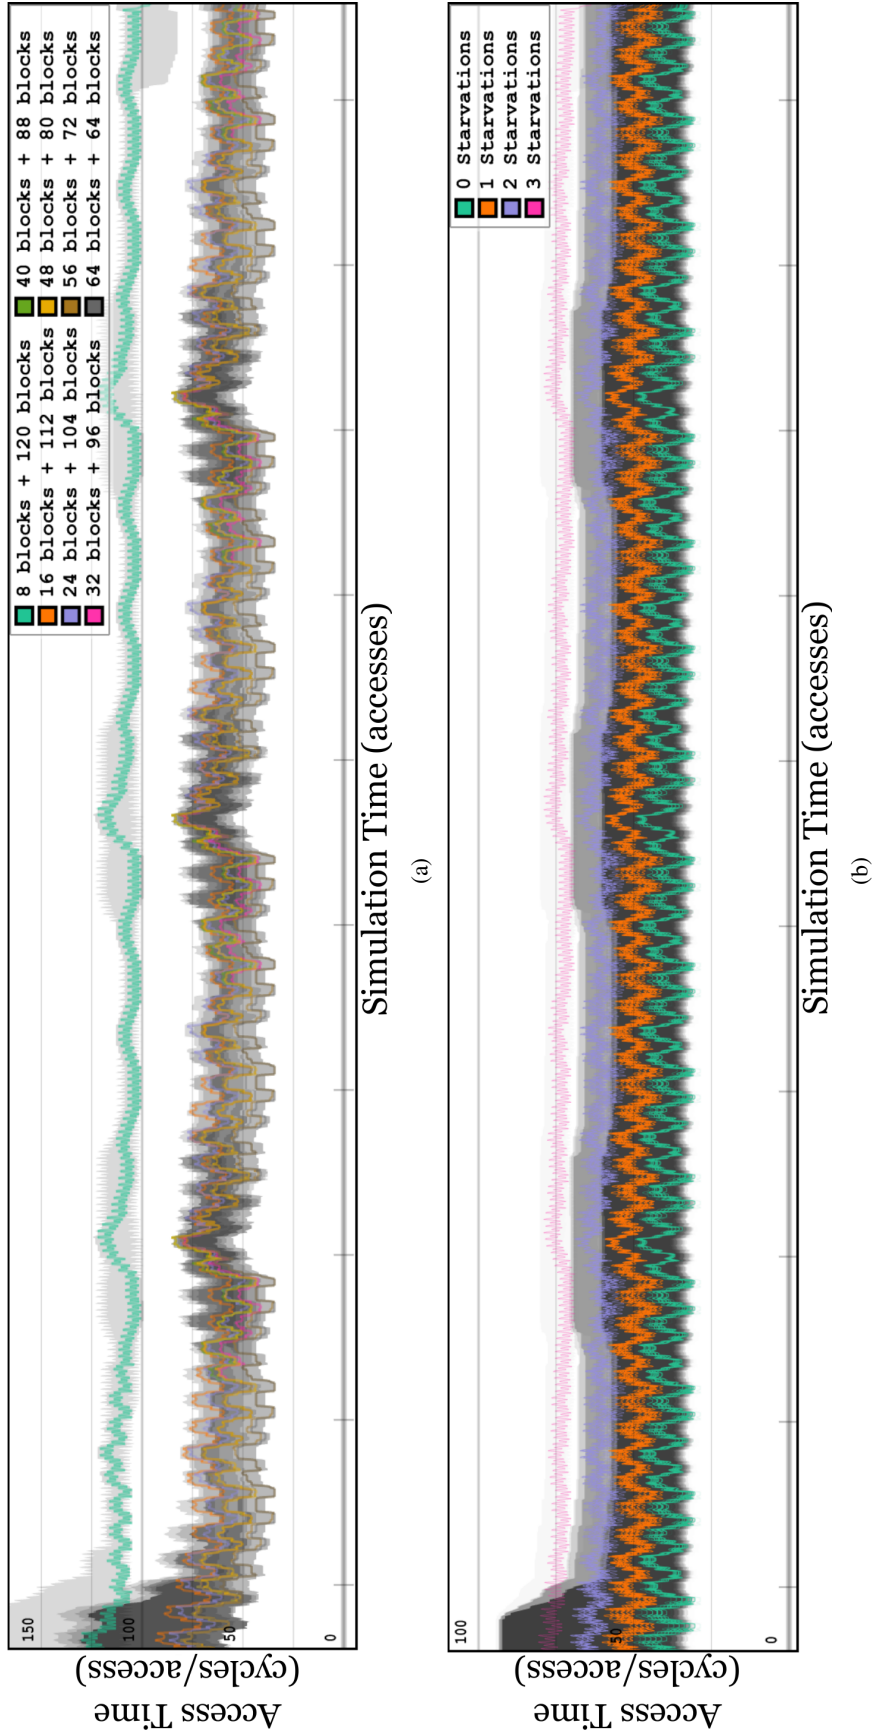 8 blocks + 120 blocks
16 blocks + 112 blocks
24 blocks + 104 blocks
32 blocks + 96 blocks
40 blocks + 88 blocks
48 blocks + 80 blocks
56 blocks + 72 blocks
64 blocks + 64 blocks
150
100
50
0
Access Time
(cycles/access)
Simulation Time (accesses)
(a)
0 Starvations
1 Starvations
2 Starvations
3 Starvations
100
50
0
Access Time
(cycles/access)
Simulation Time (accesses)
(b)